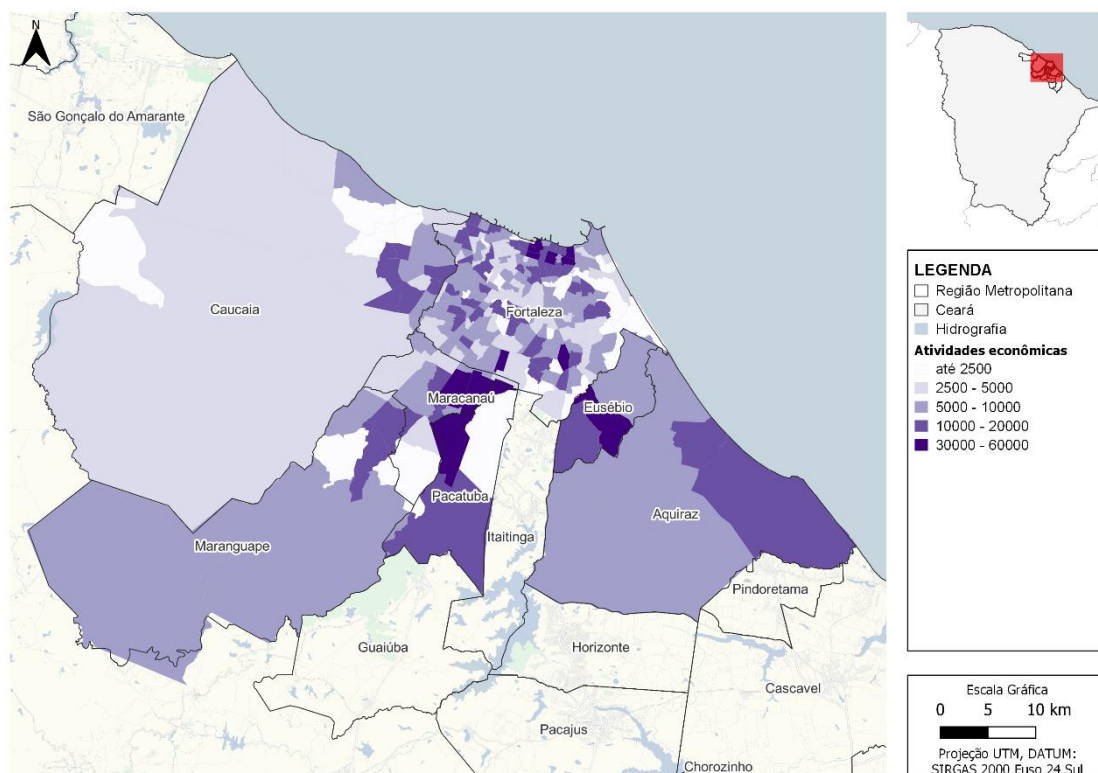 N
São Gonçalo do Amarante
Caucaia
Fortaleza
Maracanaú
Eusébio
Pacatuba
Aquiraz
Itaitinga
Maranguape
Pindoretama
Guaiúba
Horizonte
Cascavel
Pacajus
Chorozinho
LEGENDA
Região Metropolitana
Ceará
Hidrografia
Atividades econômicas
até 2500
2500 - 5000
5000 - 10000
10000 - 20000
30000 - 60000
Escala Gráfica
0 5 10 km
Projeção UTM, DATUM:
SIRGAS 2000 Fuso 24 Sul